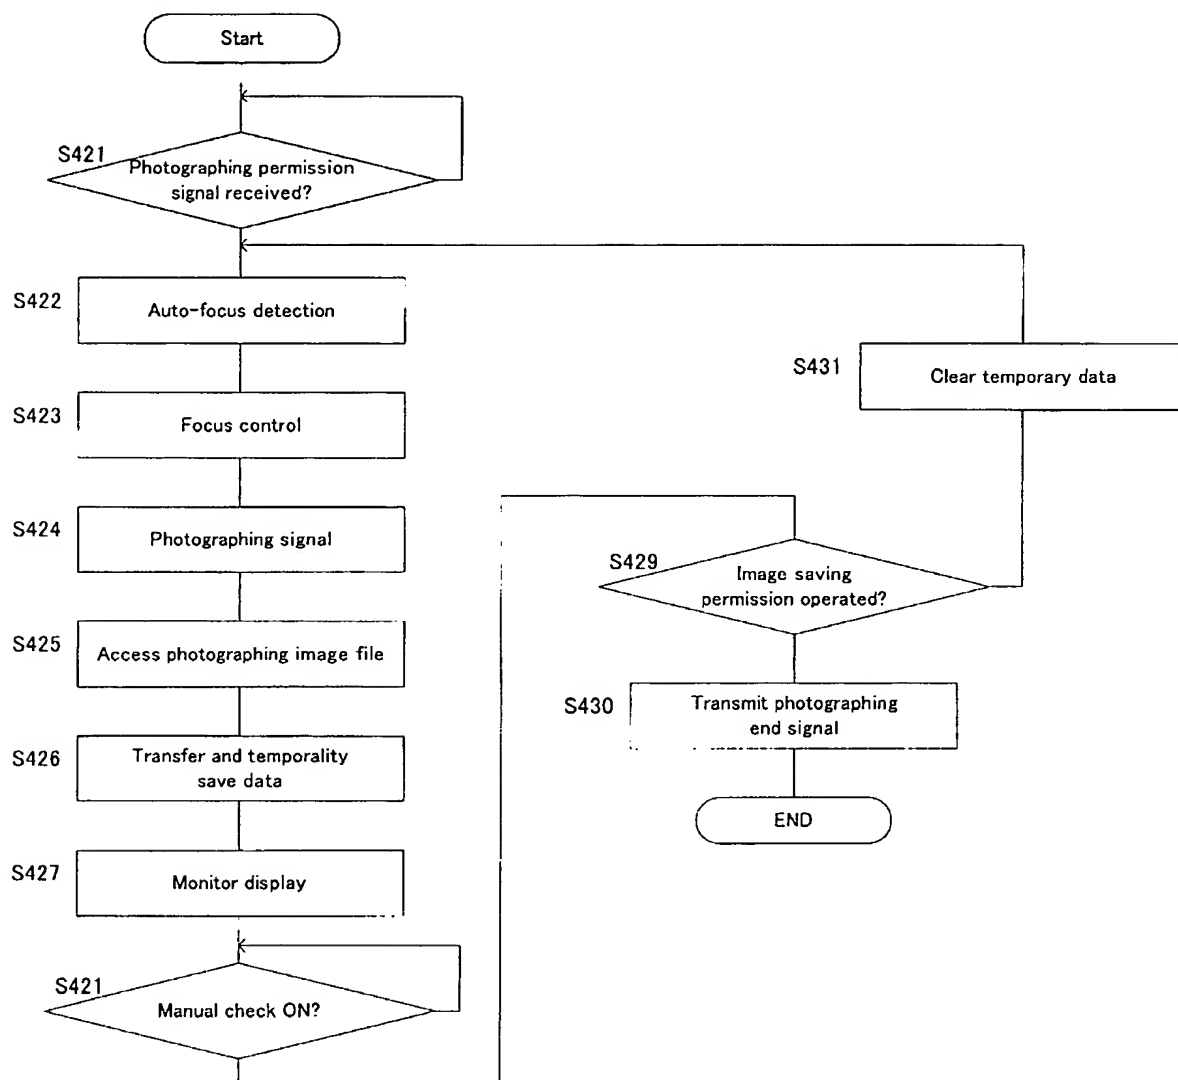 Start
S421
Photographing permission
signal received?
S422
Auto-focus detection
S423
Focus control
S424
Photographing signal
S425
Access photographing image file
S426
Transfer and temporality
save data
S427
Monitor display
S421
Manual check ON?
S429
Image saving
permission operated?
S430
Transmit photographing
end signal
END
S431
Clear temporary data